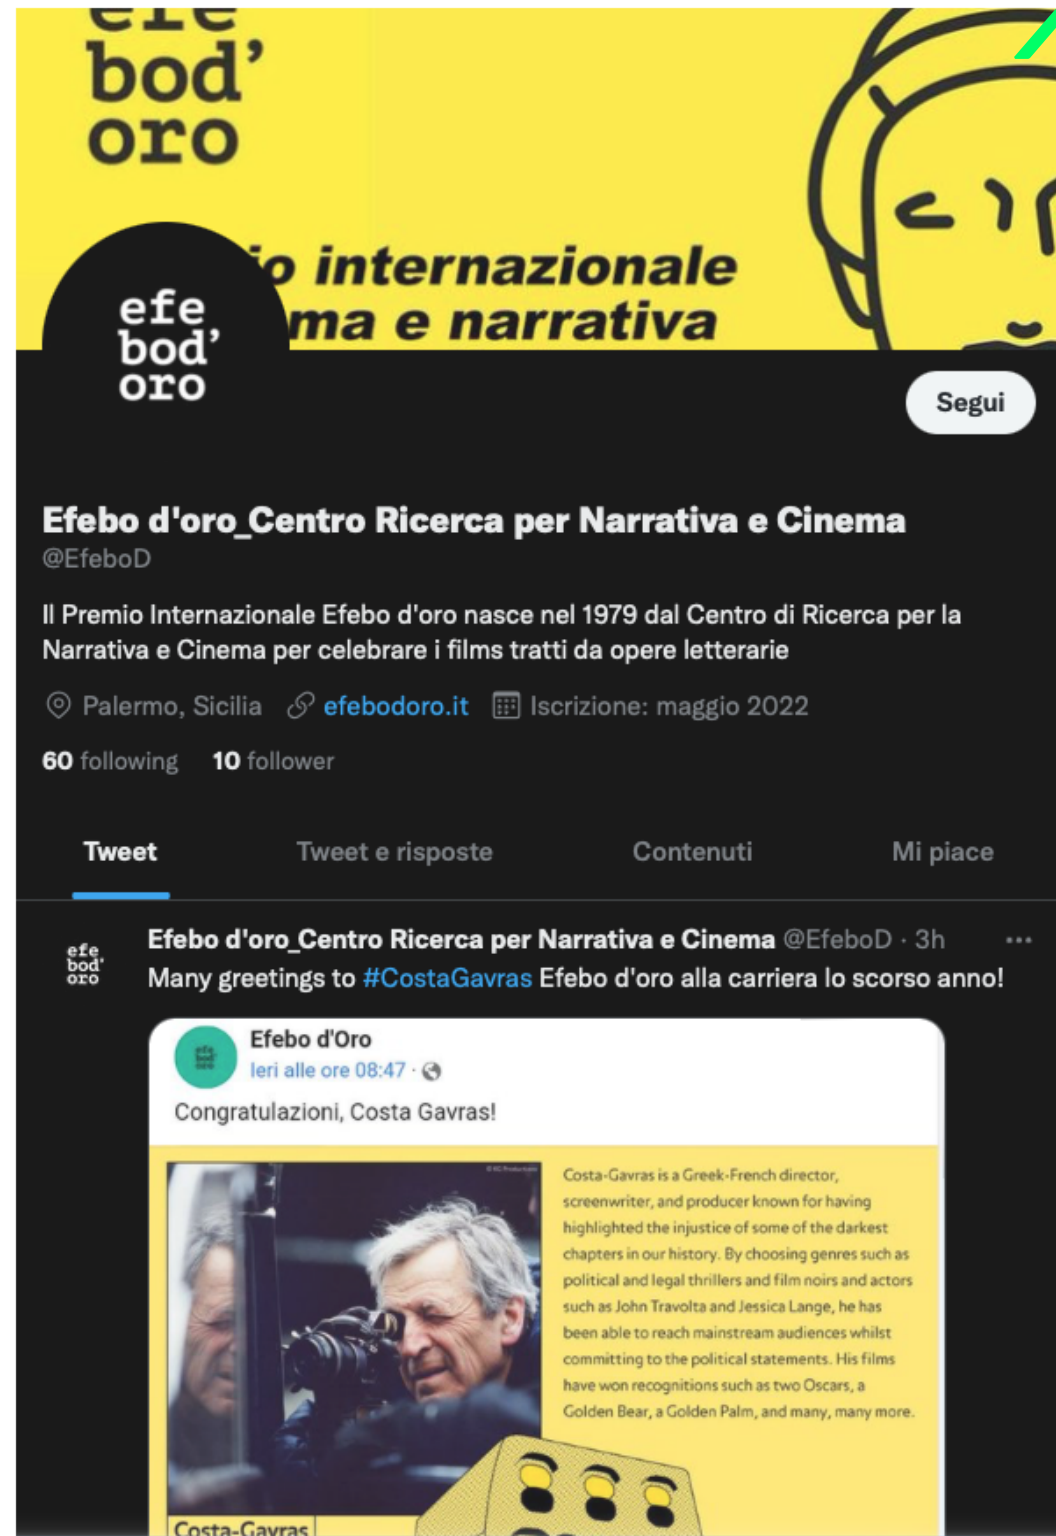 efe
bod'
oro
internazionale
e narrativa
efe
bod'
oro
Segui
Efebo d'oro_Centro Ricerca per Narrativa e Cinema
@EfeboD
Il Premio Internazionale Efebo d'oro nasce nel 1979 dal Centro di Ricerca per la
Narrativa e Cinema per celebrare i films tratti da opere letterarie
Palermo, Sicilia efebodoro.it Iscrizione: maggio 2022
60 following 10 follower
Tweet Tweet e risposte Contenuti Mi piace
efe
bod'
oro
Efebo d'oro_Centro Ricerca per Narrativa e Cinema @EfeboD · 3h
Many greetings to #CostaGavras Efebo d'oro alla carriera lo scorso anno!
efe
bod'
oro
Efebo d'Oro
Ieri alle ore 08:47 ·
Congratulazioni, Costa Gavras!
Costa-Gavras is a Greek-French director,
screenwriter, and producer known for having
highlighted the injustice of some of the darkest
chapters in our history. By choosing genres such as
political and legal thrillers and film noirs and actors
such as John Travolta and Jessica Lange, he has
been able to reach mainstream audiences whilst
committing to the political statements. His films
have won recognitions such as two Oscars, a
Golden Bear, a Golden Palm, and many, many more.
Costa-Gavras